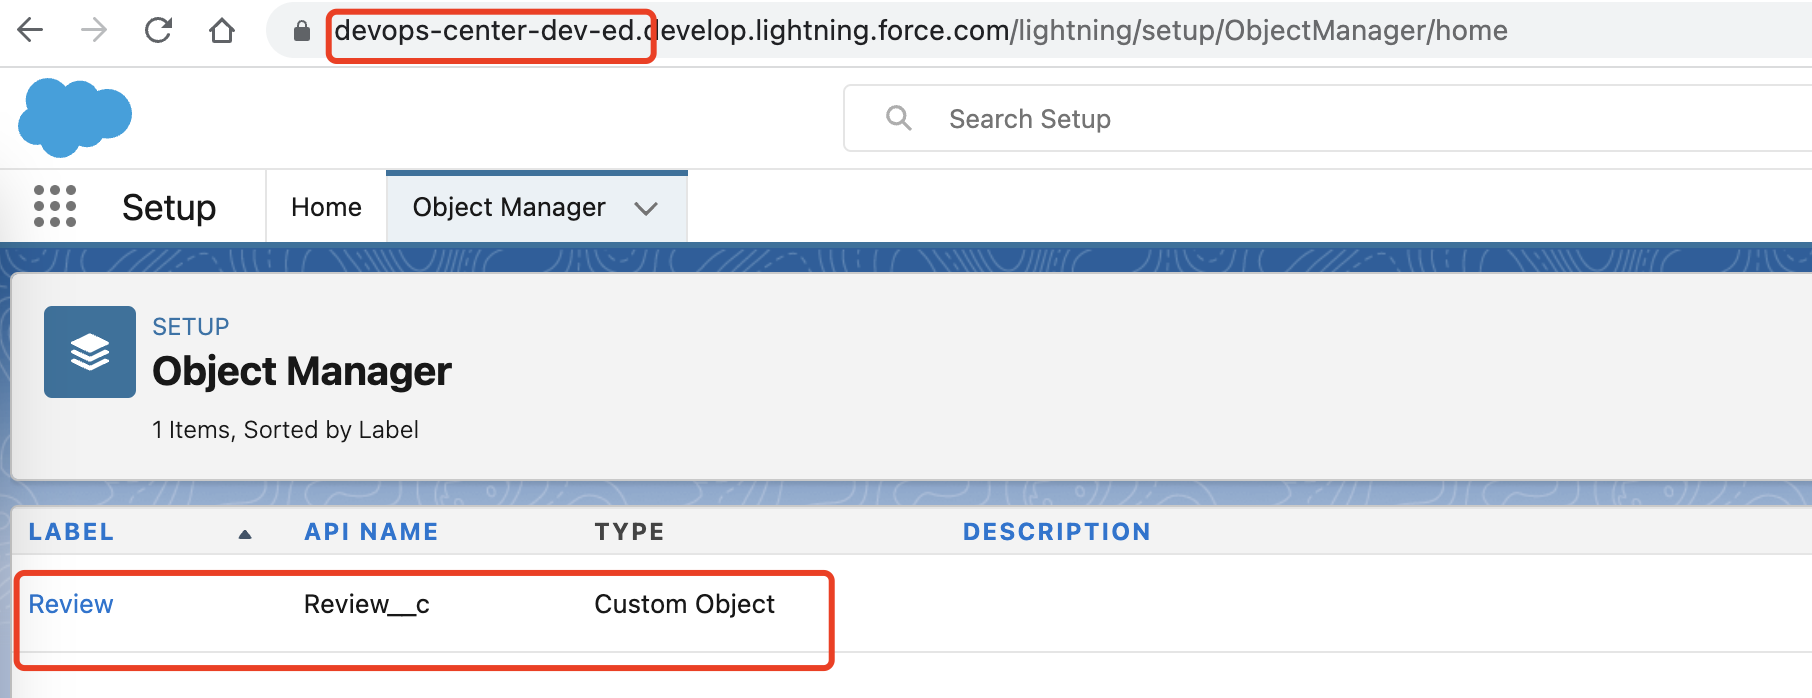 devops-center-dev-ed.develop.lightning.force.com/lightning/setup/ObjectManager/home
Search Setup
Setup Home Object Manager
SETUP
Object Manager
1 Items, Sorted by Label
LABEL API NAME TYPE DESCRIPTION
Review Review__c Custom Object